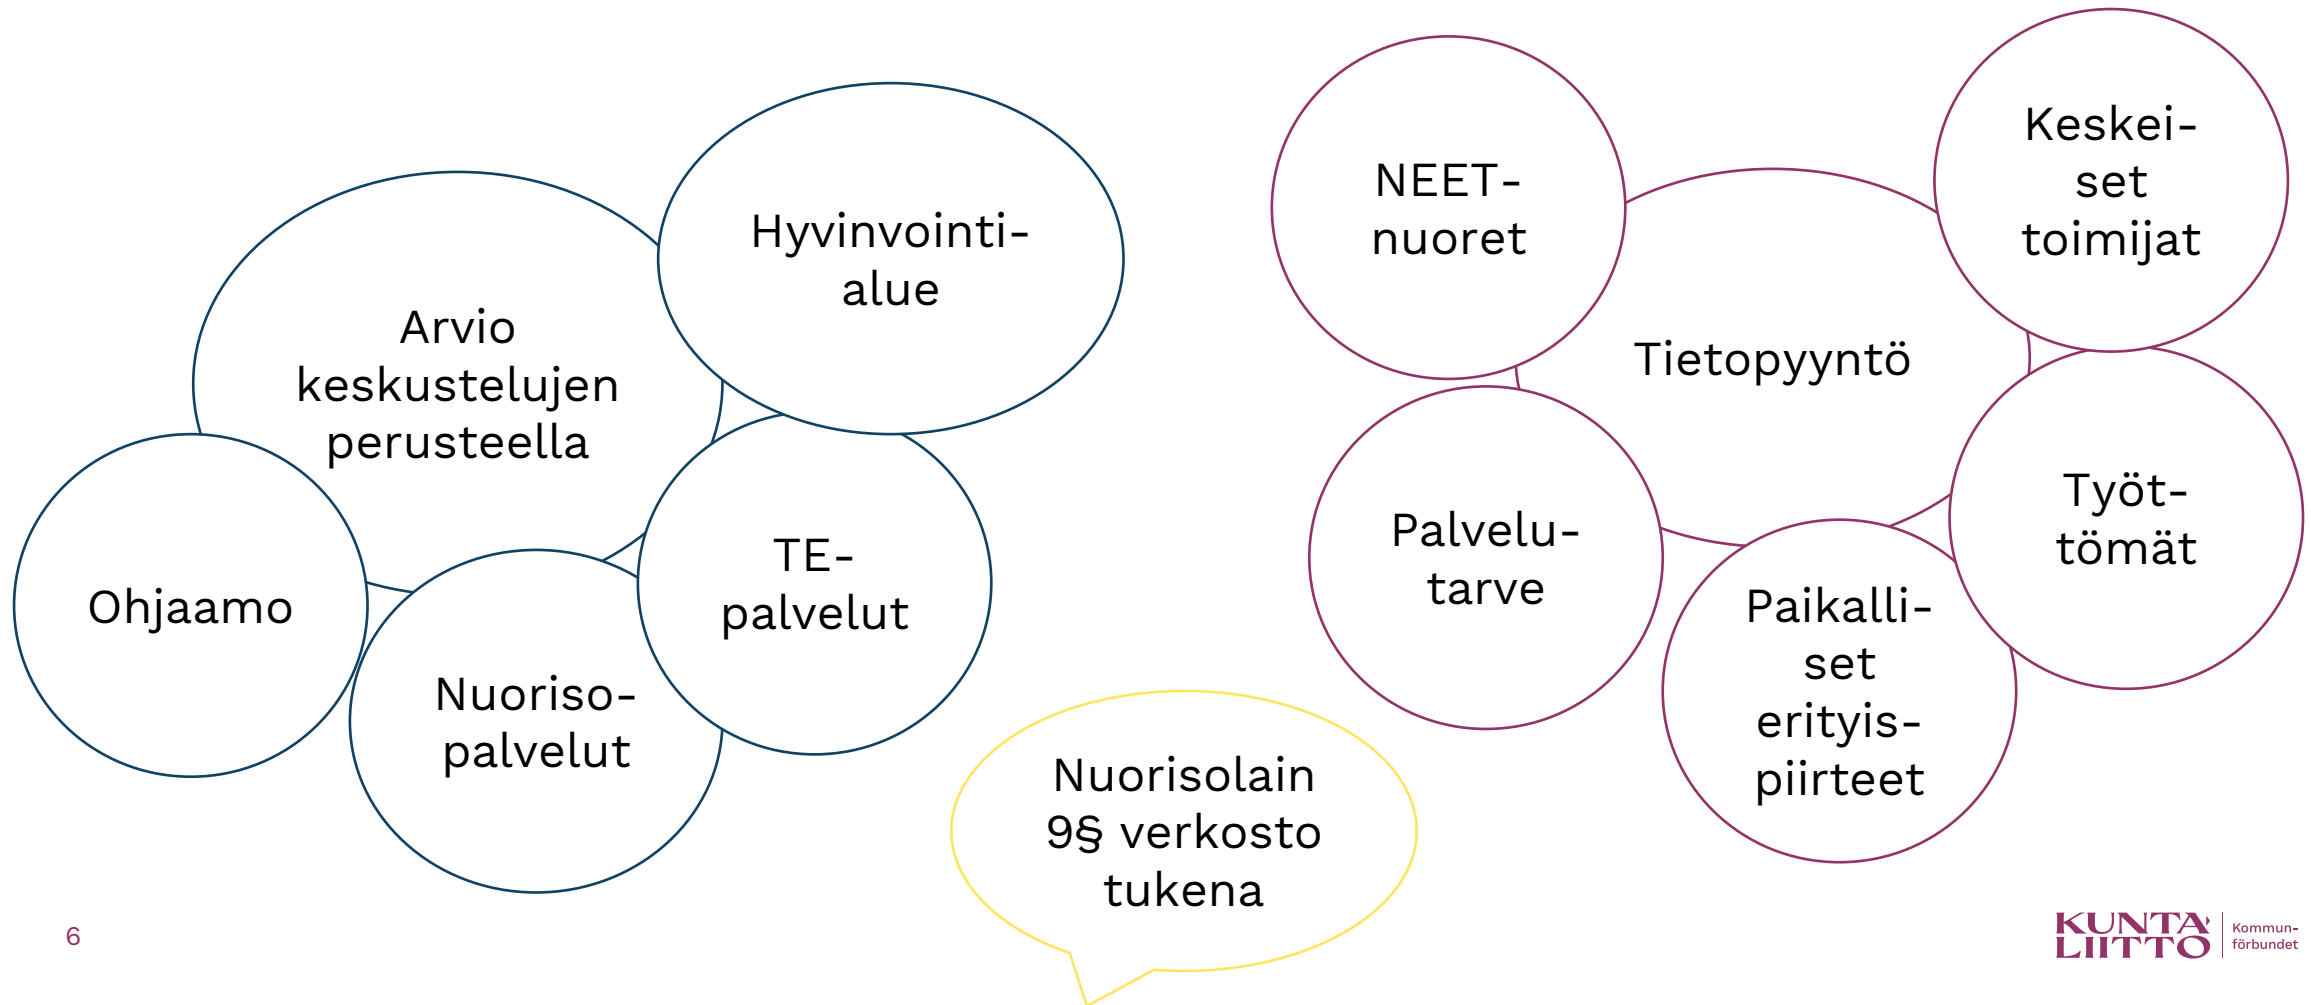 Arvio
keskustelujen
perusteella
Hyvinvointi-
alue
Ohjaamo
Nuoriso-
palvelut
TE-
palvelut
Nuorisolain
9§ verkosto
tukena
NEET-
nuoret
Tietopyyntö
Keskei-
set
toimijat
Palvelu-
tarve
Paikalli-
set
erityis-
piirteet
Työt-
tömät
6
KUNTA
LIITTO
Kommun-
förbundet